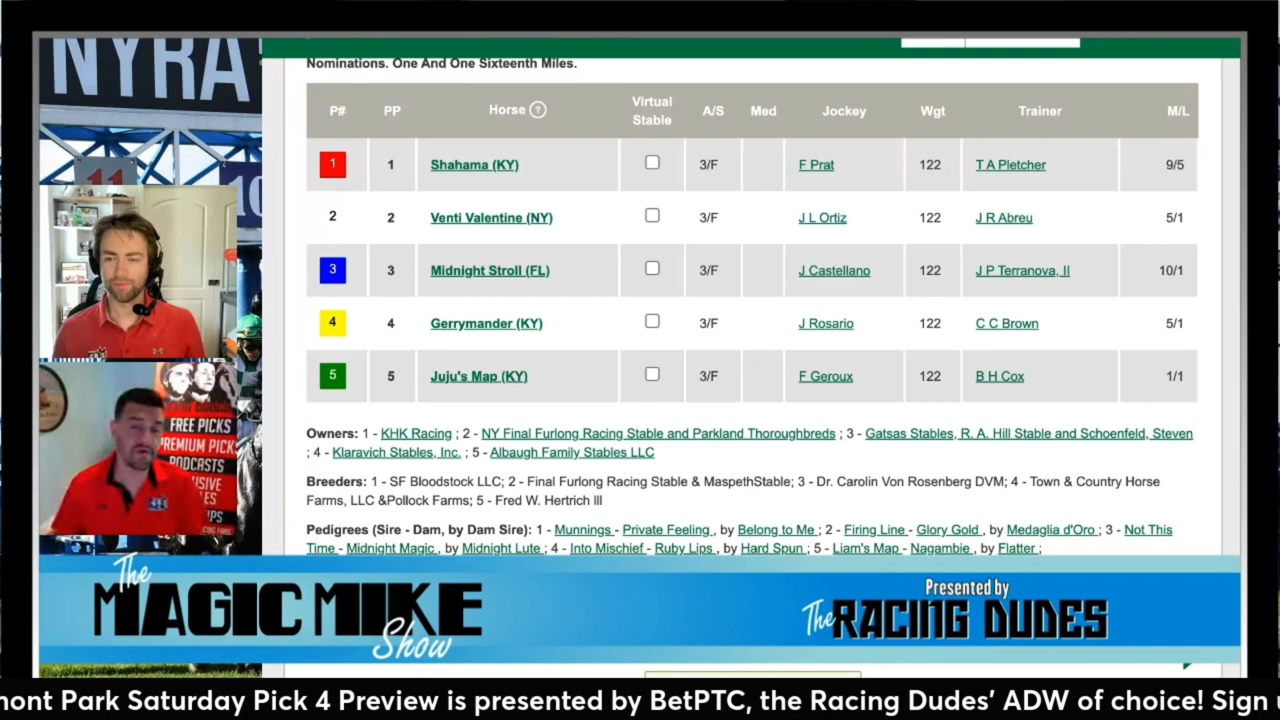 NYRA
11
Nominations. One And One Sixteenth Miles.
P# PP Horse ? Virtual Stable A/S Med Jockey Wgt Trainer M/L
1 1 Shahama (KY) 3/F F Prat 122 T A Pletcher 9/5
2 2 Venti Valentine (NY) 3/F J L Ortiz 122 J R Abreu 5/1
3 3 Midnight Stroll (FL) 3/F J Castellano 122 J P Terranova, II 10/1
4 4 Gerrymander (KY) 3/F J Rosario 122 C C Brown 5/1
5 5 Juju's Map (KY) 3/F F Geroux 122 B H Cox 1/1
Owners: 1 - KHK Racing ; 2 - NY Final Furlong Racing Stable and Parkland Thoroughbreds ; 3 - Gatsas Stables, R. A. Hill Stable and Schoenfeld, Steven
; 4 - Klaravich Stables, Inc. ; 5 - Albaugh Family Stables LLC
Breeders: 1 - SF Bloodstock LLC; 2 - Final Furlong Racing Stable & MaspethStable; 3 - Dr. Carolin Von Rosenberg DVM; 4 - Town & Country Horse
Farms, LLC &Pollock Farms; 5 - Fred W. Hertrich III
Pedigrees (Sire - Dam, by Dam Sire): 1 - Munnings - Private Feeling , by Belong to Me ; 2 - Firing Line - Glory Gold , by Medaglia d'Oro ; 3 - Not This
Time - Midnight Magic , by Midnight Lute ; 4 - Into Mischief - Ruby Lips , by Hard Spun ; 5 - Liam's Map - Nagambie , by Flatter ;
FREE PICKS
PREMIUM PICK
PODCASTS
The
MAGIC MIKE
Show
Presented by
The RACING DUDES
mont Park Saturday Pick 4 Preview is presented by BetPTC, the Racing Dudes' ADW of choice! Sign u